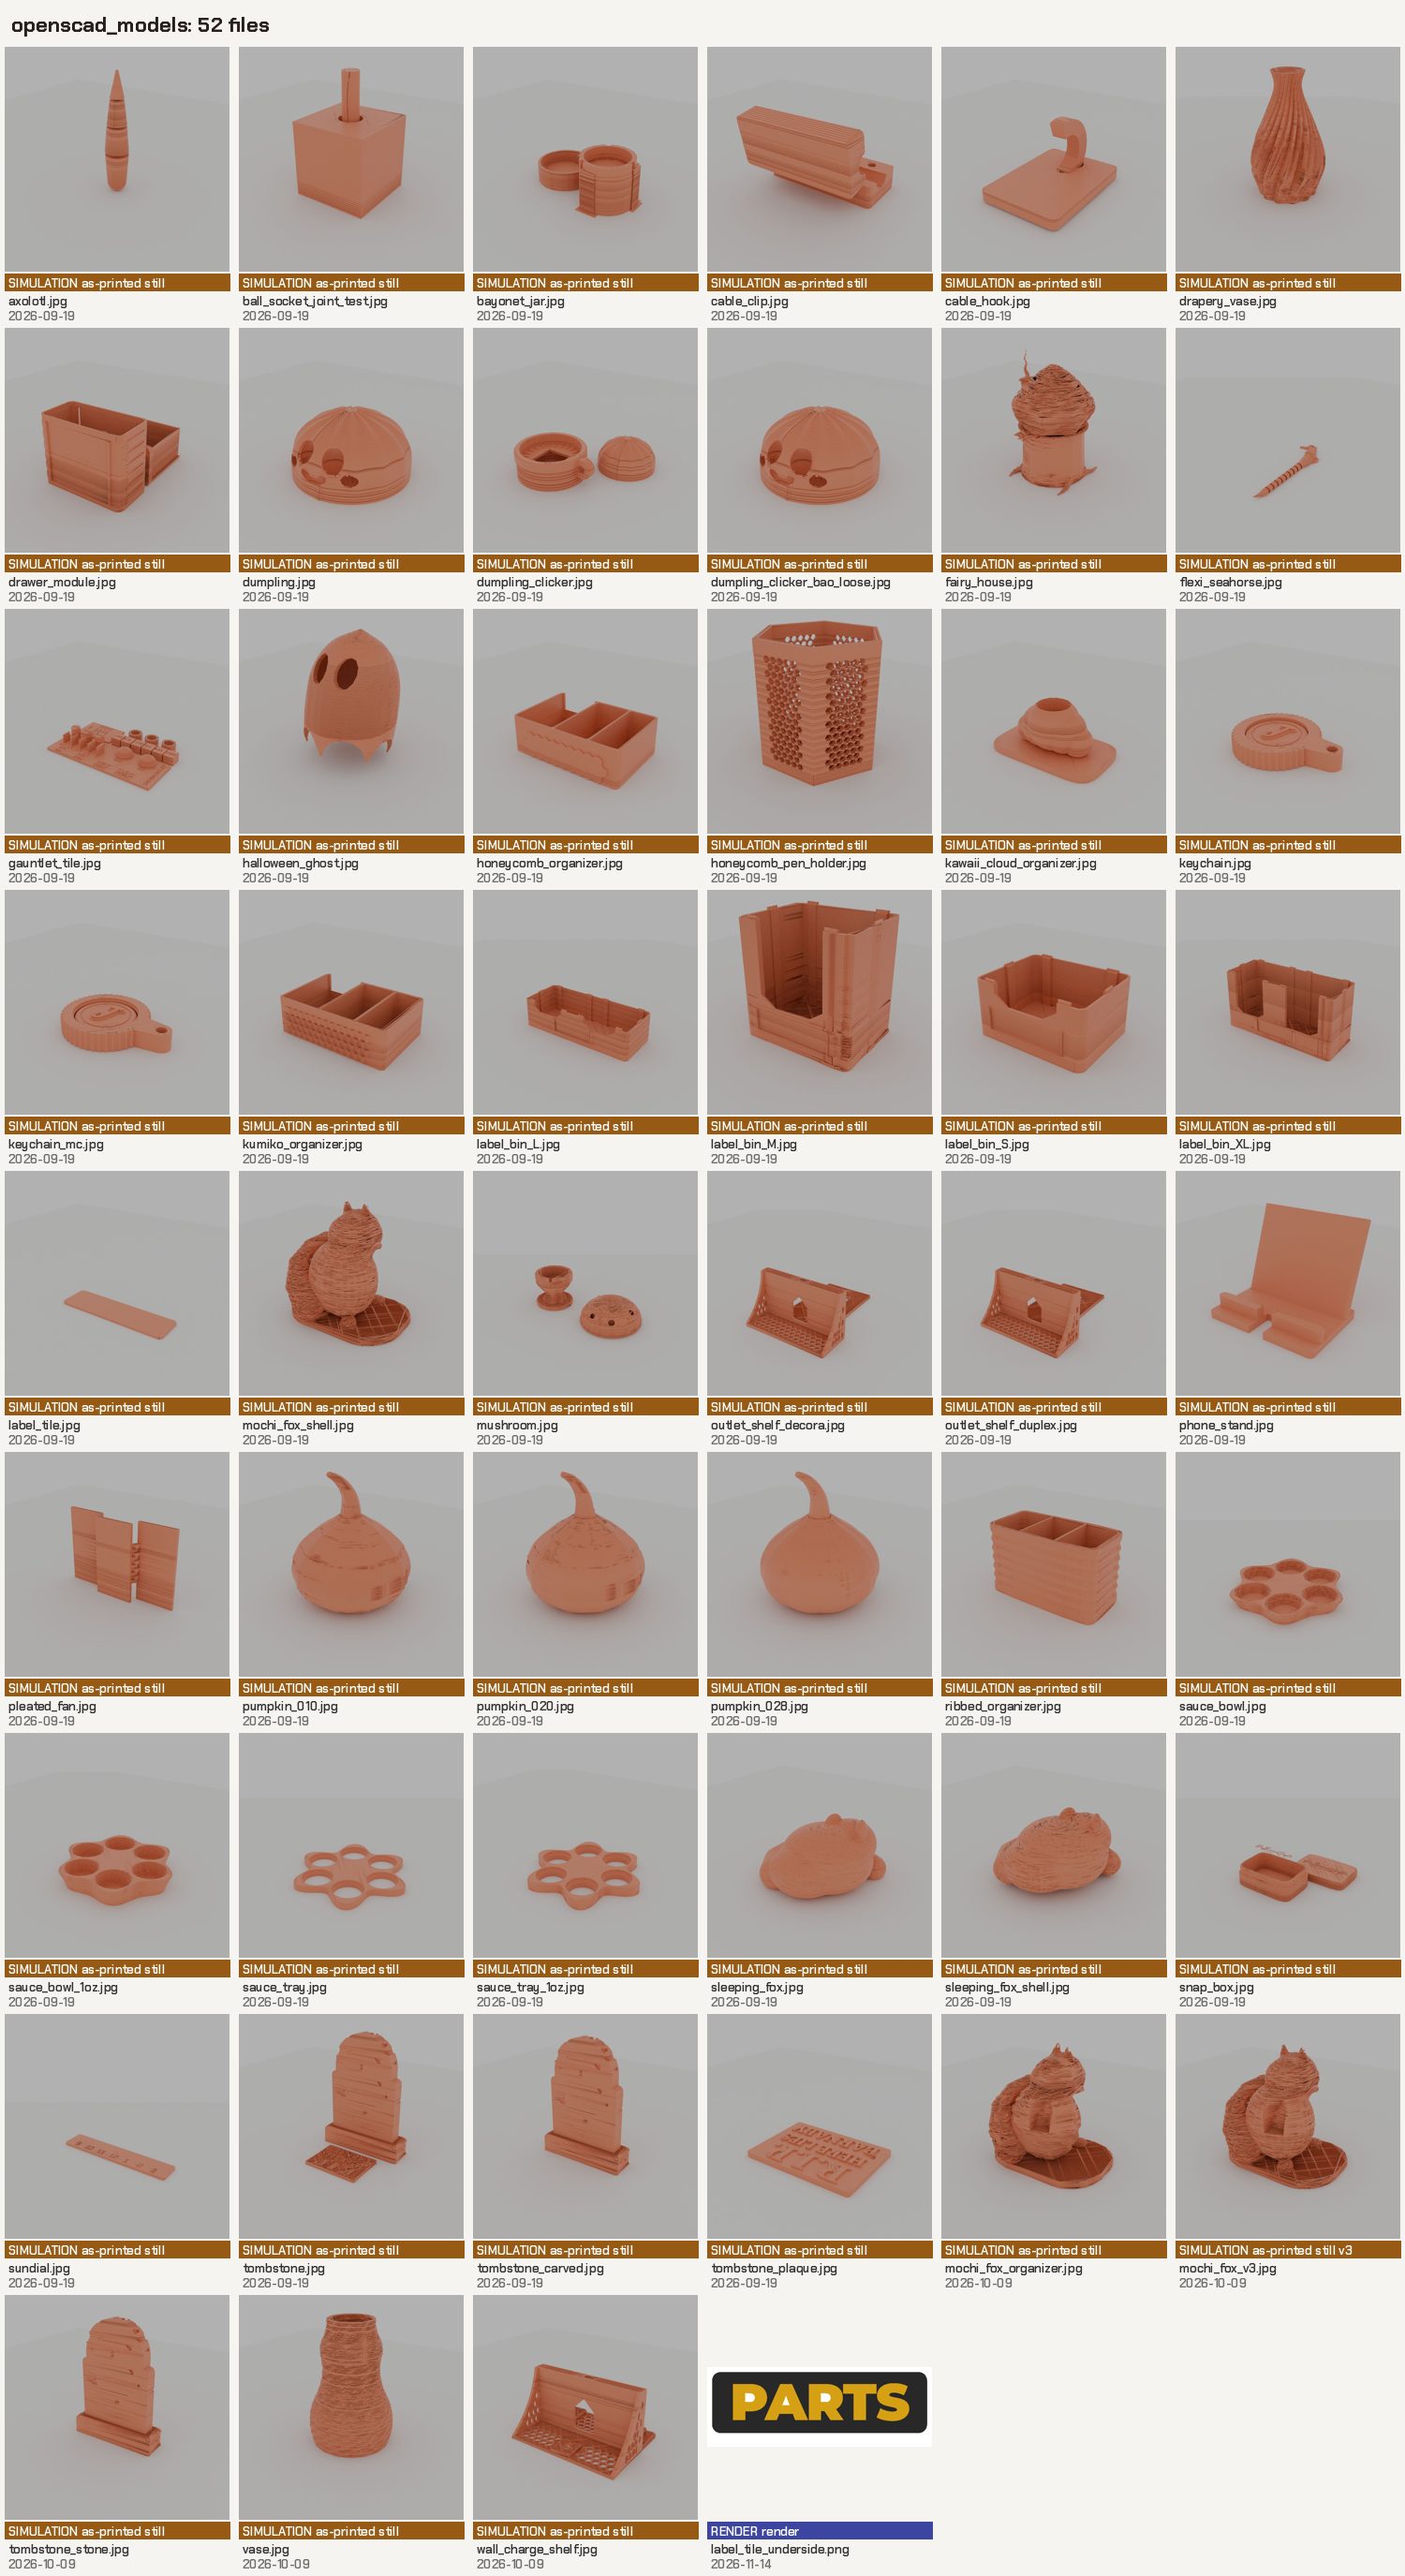 openscad_models: 52 files
SIMULATION as-printed still
SIMULATION as-printed still
SIMULATION as-printed still
SIMULATION as-printed still
SIMULATION as-printed still
SIMULATION as-printed still
axolotl.jpg
ball_socket_joint_test.jpg
bayonet_jar.jpg
cable_clip.jpg
cable_hook.jpg
drapery_vase.jpg
2026-09-19
2026-09-19
2026-09-19
2026-09-19
2026-09-19
2026-09-19
SIMULATION as-printed still
SIMULATION as-printed still
SIMULATION as-printed still
SIMULATION as-printed still
SIMULATION as-printed still
SIMULATION as-printed still
drawer_module.jpg
dumpling.jpg
dumpling_clicker.jpg
dumpling_clicker_bao_loose.jpg
fairy_house.jpg
flexi_seahorse.jpg
2026-09-19
2026-09-19
2026-09-19
2026-09-19
2026-09-19
2026-09-19
SIMULATION as-printed still
SIMULATION as-printed still
SIMULATION as-printed still
SIMULATION as-printed still
SIMULATION as-printed still
SIMULATION as-printed still
gauntlet_tile.jpg
halloween_ghost.jpg
honeycomb_organizer.jpg
honeycomb_pen_holder.jpg
kawaii_cloud_organizer.jpg
keychain.jpg
2026-09-19
2026-09-19
2026-09-19
2026-09-19
2026-09-19
2026-09-19
SIMULATION as-printed still
SIMULATION as-printed still
SIMULATION as-printed still
SIMULATION as-printed still
SIMULATION as-printed still
SIMULATION as-printed still
keychain_mc.jpg
kumiko_organizer.jpg
label_bin_L.jpg
label_bin_M.jpg
label_bin_S.jpg
label_bin_XL.jpg
2026-09-19
2026-09-19
2026-09-19
2026-09-19
2026-09-19
2026-09-19
SIMULATION as-printed still
SIMULATION as-printed still
SIMULATION as-printed still
SIMULATION as-printed still
SIMULATION as-printed still
SIMULATION as-printed still
label_tile.jpg
mochi_fox_shell.jpg
mushroom.jpg
outlet_shelf_decora.jpg
outlet_shelf_duplex.jpg
phone_stand.jpg
2026-09-19
2026-09-19
2026-09-19
2026-09-19
2026-09-19
2026-09-19
SIMULATION as-printed still
SIMULATION as-printed still
SIMULATION as-printed still
SIMULATION as-printed still
SIMULATION as-printed still
SIMULATION as-printed still
pleated_fan.jpg
pumpkin_010.jpg
pumpkin_020.jpg
pumpkin_028.jpg
ribbed_organizer.jpg
sauce_bowl.jpg
2026-09-19
2026-09-19
2026-09-19
2026-09-19
2026-09-19
2026-09-19
SIMULATION as-printed still
SIMULATION as-printed still
SIMULATION as-printed still
SIMULATION as-printed still
SIMULATION as-printed still
SIMULATION as-printed still
sauce_bowl_1oz.jpg
sauce_tray.jpg
sauce_tray_1oz.jpg
sleeping_fox.jpg
sleeping_fox_shell.jpg
snap_box.jpg
2026-09-19
2026-09-19
2026-09-19
2026-09-19
2026-09-19
2026-09-19
SIMULATION as-printed still
SIMULATION as-printed still
SIMULATION as-printed still
SIMULATION as-printed still
SIMULATION as-printed still
SIMULATION as-printed still v3
sundial.jpg
tombstone.jpg
tombstone_carved.jpg
tombstone_plaque.jpg
mochi_fox_organizer.jpg
mochi_fox_v3.jpg
2026-09-19
2026-09-19
2026-09-19
2026-09-19
2026-10-09
2026-10-09
PARTS
SIMULATION as-printed still
SIMULATION as-printed still
SIMULATION as-printed still
RENDER render
tombstone_stone.jpg
vase.jpg
wall_charge_shelf.jpg
label_tile_underside.png
2026-10-09
2026-10-09
2026-10-09
2026-11-14